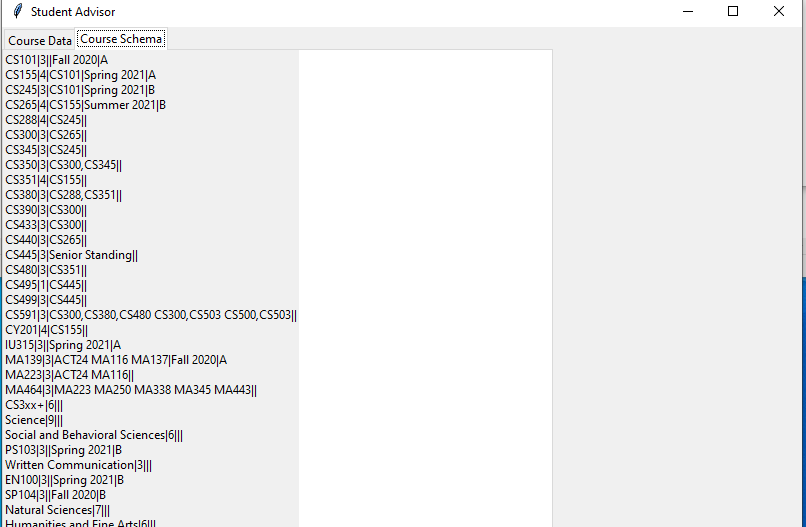 Student Advisor
Course Data Course Schema
CS101|3||Fall 2020|A
CS155|4|CS101|Spring 2021|A
CS245|3|CS101|Spring 2021|B
CS265|4|CS155|Summer 2021|B
CS288|4|CS245||
CS300|3|CS265||
CS345|3|CS245||
CS350|3|CS300,CS345||
CS351|4|CS155||
CS380|3|CS288,CS351||
CS390|3|CS300||
CS433|3|CS300||
CS440|3|CS265||
CS445|3|Senior Standing||
CS480|3|CS351||
CS495|1|CS445||
CS499|3|CS445||
CS591|3|CS300,CS380,CS480 CS300,CS503 CS500,CS503||
CY201|4|CS155||
IU315|3||Spring 2021|A
MA139|3|ACT24 MA116 MA137|Fall 2020|A
MA223|3|ACT24 MA116||
MA464|3|MA223 MA250 MA338 MA345 MA443||
CS3xx+|6|||
Science|9|||
Social and Behavioral Sciences|6|||
PS103|3||Spring 2021|B
Written Communication|3|||
EN100|3||Spring 2021|B
SP104|3||Fall 2020|B
Natural Sciences|7|||
Humanities and Fine Arts|6|||